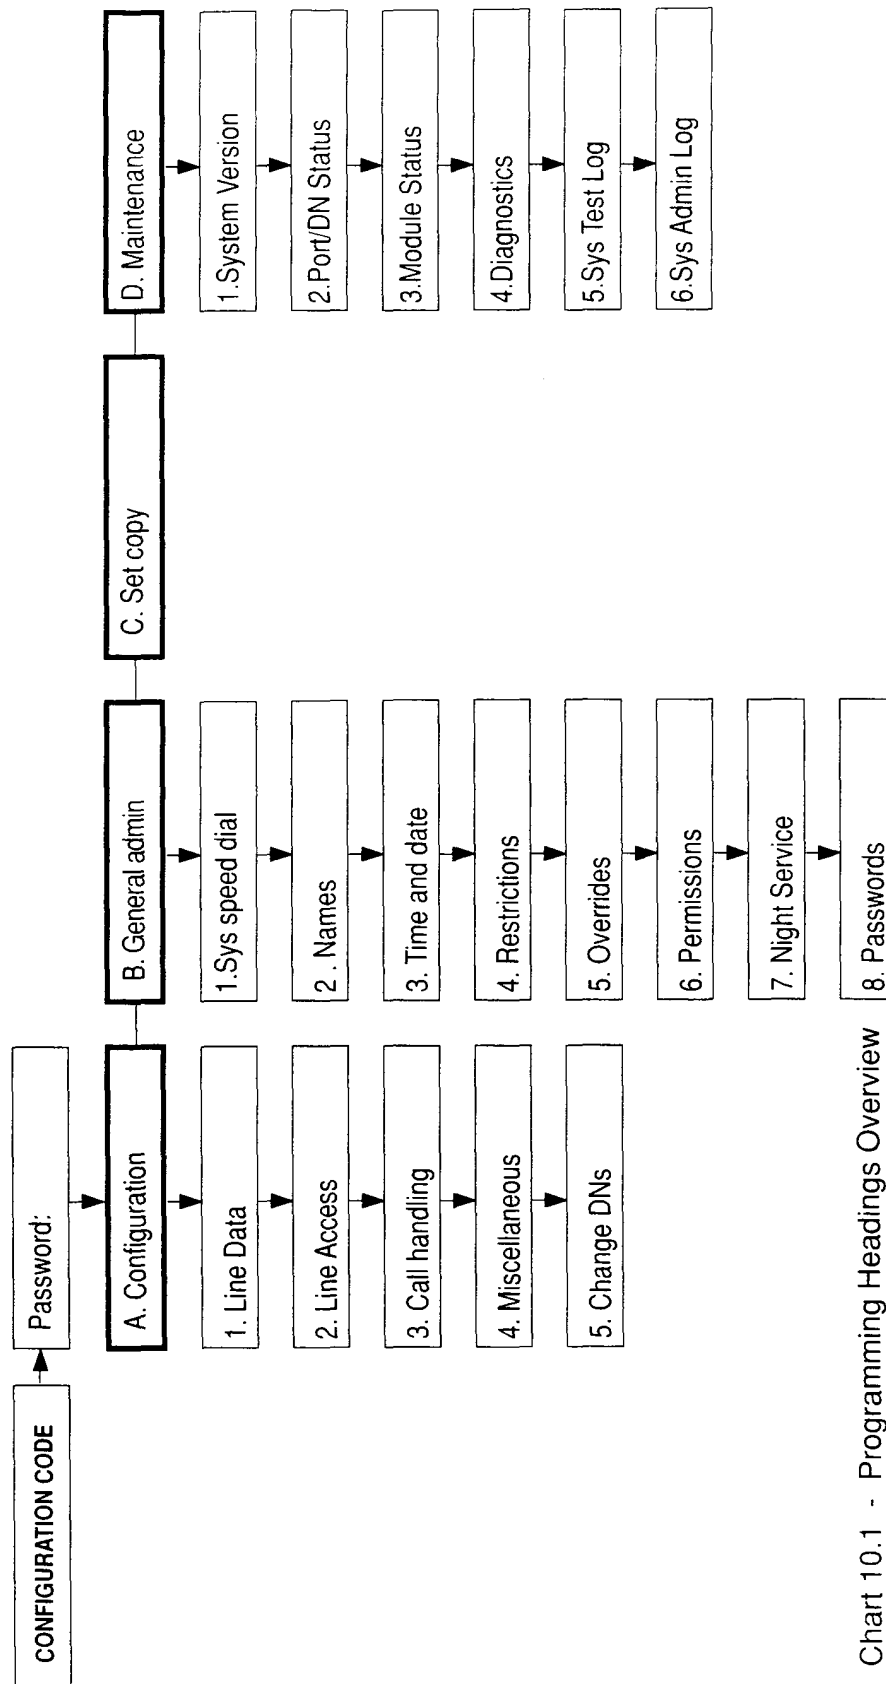 CONFIGURATION CODE
Password:
A. Configuration
1. Line Data
2. Line Access
3. Call handling
4. Miscellaneous
5. Change DNs
B. General admin
1.Sys speed dial
2 . Names
3. Time and date
4. Restrictions
5. Overrides
6. Permissions
7. Night Service
8. Passwords
C. Set copy
D. Maintenance
1.System Version
2.Port/DN Status
3.Module Status
4.Diagnostics
5.Sys Test Log
6.Sys Admin Log
Chart 10.1 - Programming Headings Overview